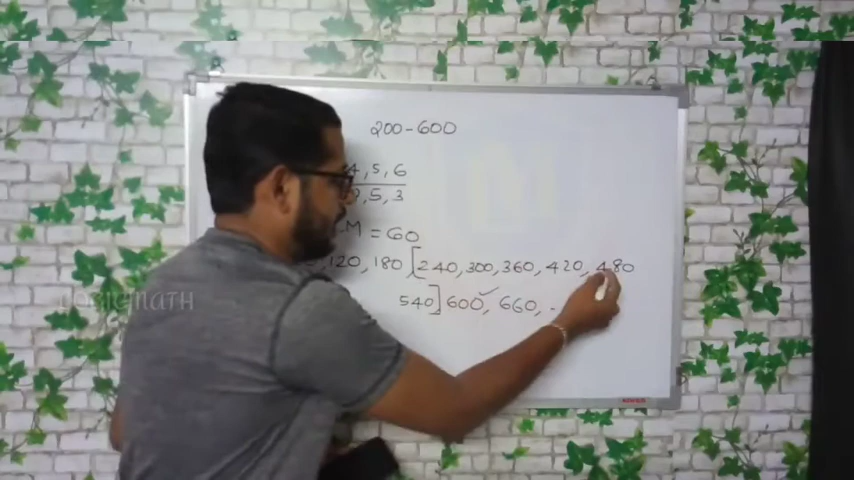 200-600
4, 5, 6
2, 5, 3
M = 60
120, 180, [240, 300, 360, 420, 480
540] 600, 660, .
LOGICMATH